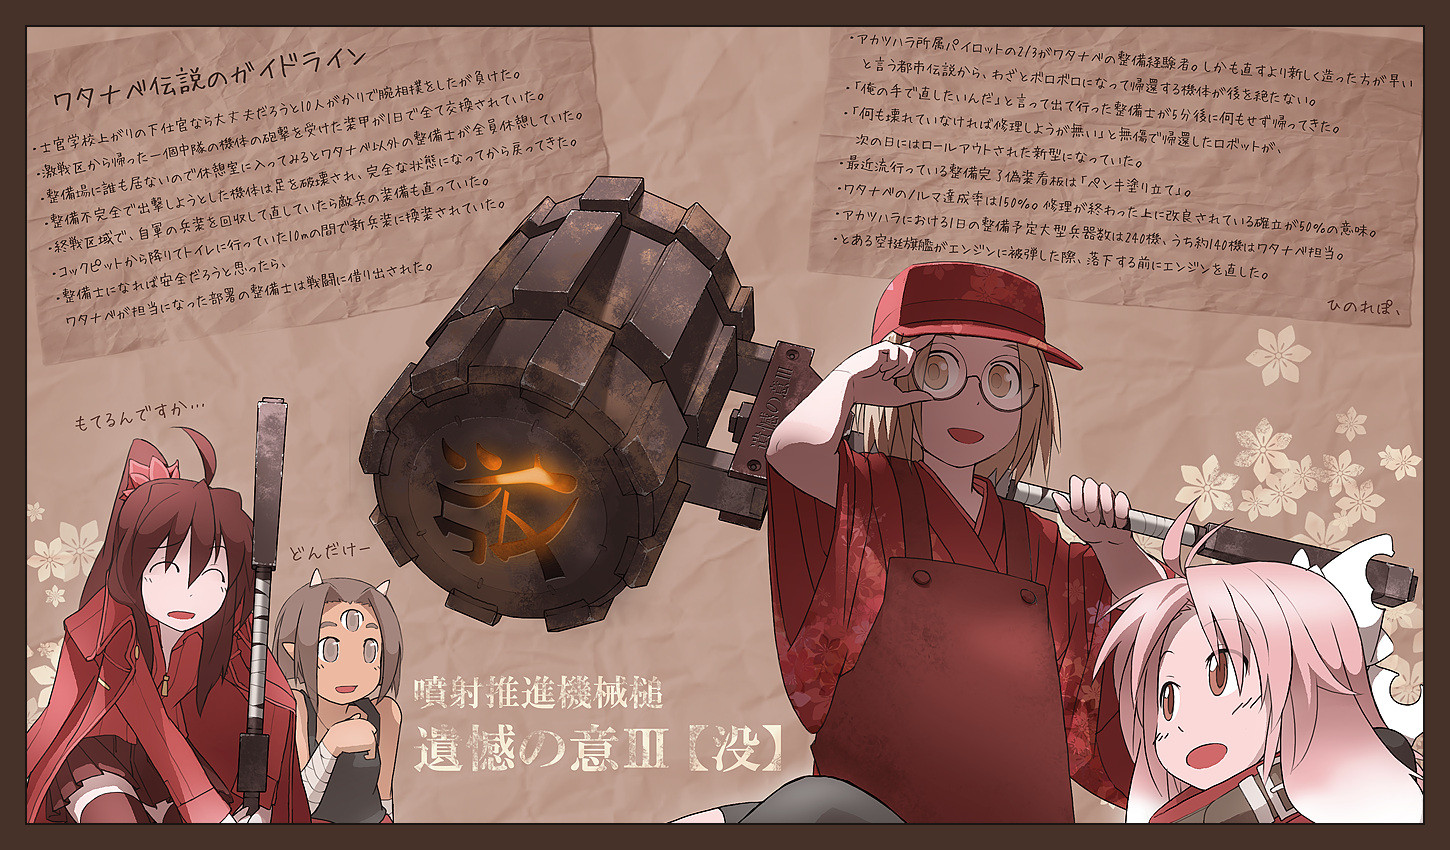 ワタナベ伝説のガイドライン
・士官学校上がりの下仕官なら大丈夫だろうと10人がかりで腕相撲をしたが負けた。
・激戦区から帰った一個中隊の機体の砲撃を受けた装甲が1日で全て交換されていた。
・整備場に誰も居ないので休憩室に入ってみるとワタナベ以外の整備士が全員休憩していた。
・整備不完全で出撃しようとした機体は足を破壊され、完全な状態になってから戻ってきた。
・終戦区域で、自軍の兵装を回収して直していたら敵兵の装備も直っていた。
・コックピットから降りてトイレに行っていた10mの間で新兵装に換装されていた。
・整備士になれば安全だろうと思ったら、
ワタナベが担当になった部署の整備士は戦闘に借り出された。
・アカツハラ所属パイロットの2/3がワタナベの整備経験者。しかも直すより新しく造った方が早い
と言う都市伝説から、わざとボロボロになって帰還する機体が後を絶たない。
・「俺の手で直したいんだ」と言って出て行った整備士が5分後に何もせず帰ってきた。
・「何も壊れていなければ修理しようが無い」と無傷で帰還したロボットが、
次の日にはロールアウトされた新型になっていた。
・最近流行っている整備完了偽装看板は「ペンキ塗り立て」。
・ワタナベのノルマ達成率は150%。修理が終わった上に改良されている確立が50%の意味。
・アカツハラにおける1日の整備予定大型兵器数は240機、うち約140機はワタナベ担当。
・とある空挺旗艦がエンジンに被弾した際、落下する前にエンジンを直した。
ひのれぽ、
もてるんですか…
どんだけー
没
遺憾の意III
噴射推進機械槌
遺憾の意III【没】